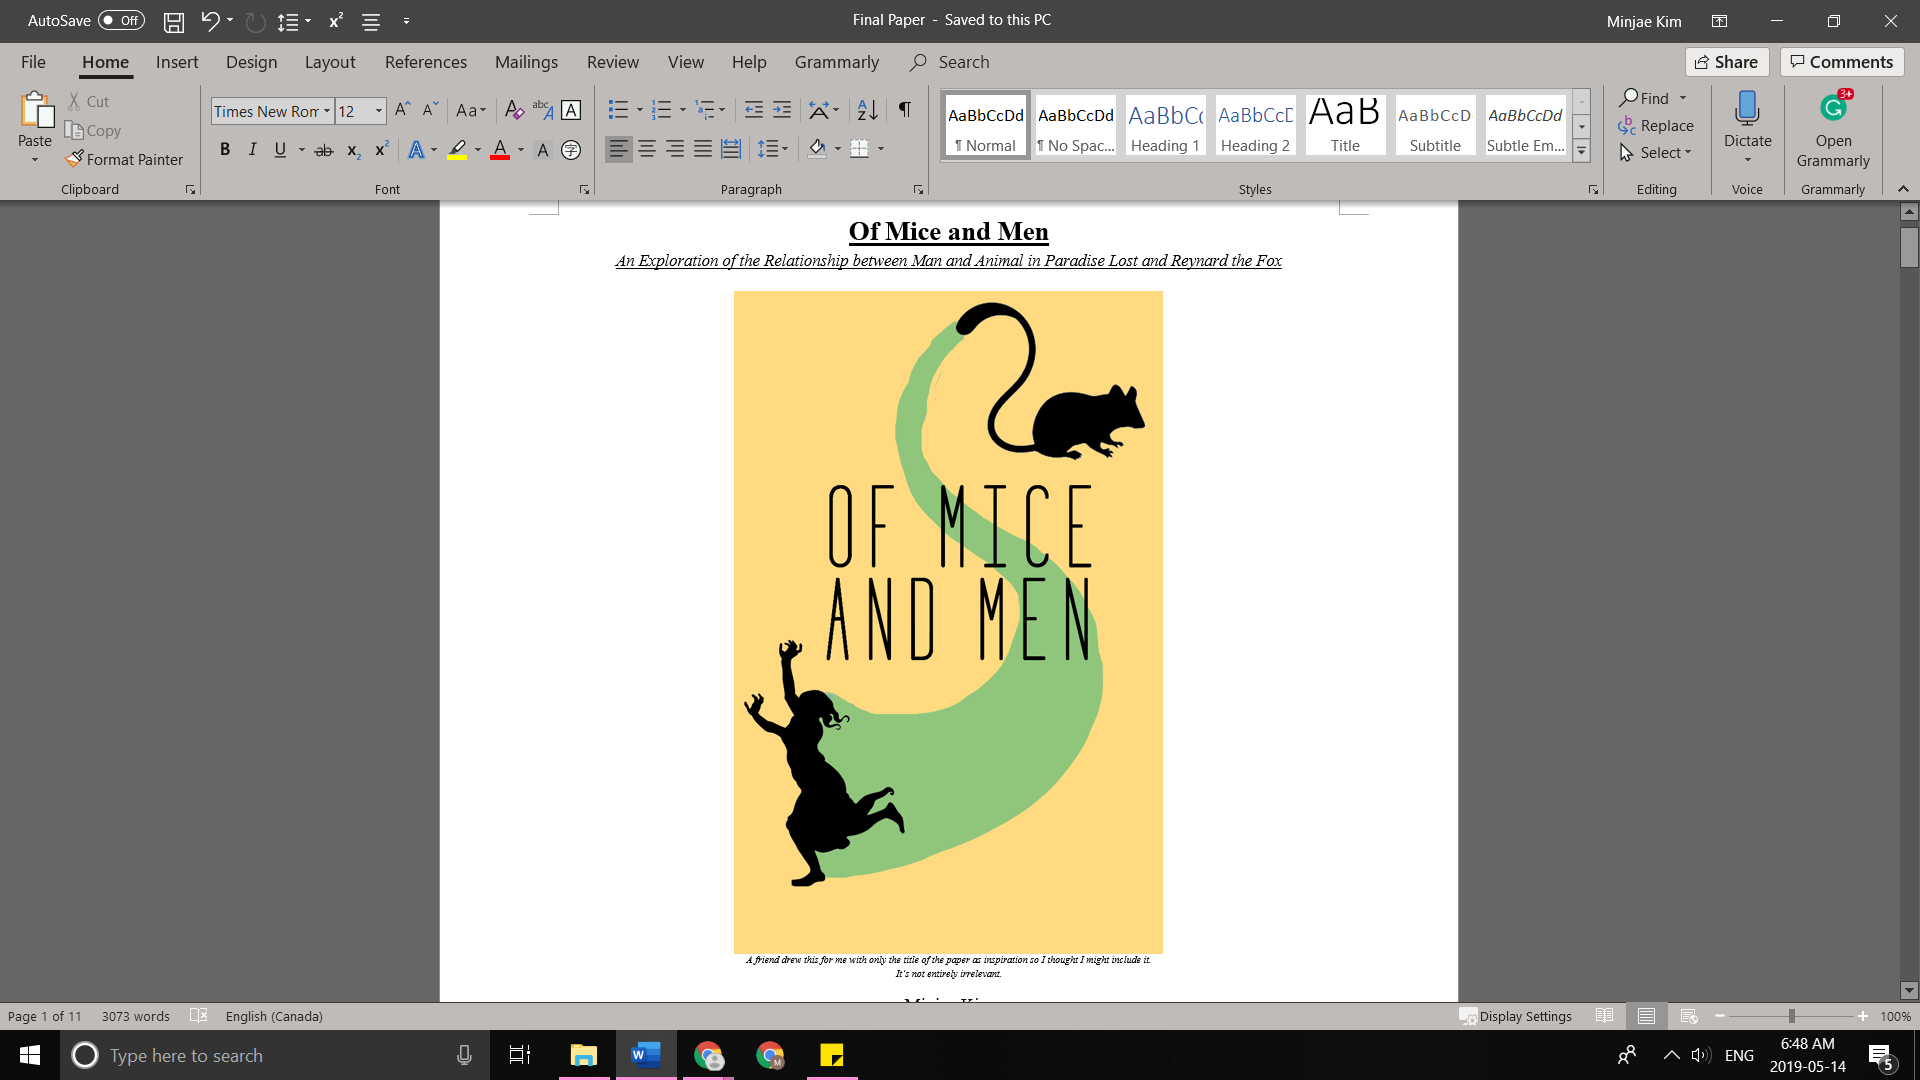 AutoSave Off
Final Paper - Saved to this PC
Minjae Kim
File Home Insert Design Layout References Mailings Review View Help Grammarly Search
Share Comments
Paste
Cut
Copy
Format Painter
Clipboard
Times New Ron 12
Font
Paragraph
AaBbCcDd AaBbCcDd AaBbCc AaBbCcD AaB AaBbCcD AaBbCcDd
¶ Normal ¶ No Spac... Heading 1 Heading 2 Title Subtitle Subtle Em...
Styles
Find
Replace
Select
Editing
Dictate
Voice
3+
Open
Grammarly
Grammarly
Of Mice and Men
An Exploration of the Relationship between Man and Animal in Paradise Lost and Reynard the Fox
OF MICE
AND MEN
A friend drew this for me with only the title of the paper as inspiration so I thought I might include it.
It's not entirely irrelevant.
Page 1 of 11 3073 words English (Canada)
Display Settings
100%
Type here to search
ENG
6:48 AM
2019-05-14
5